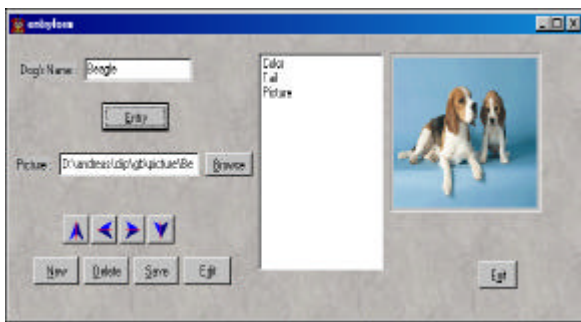 entryform
Dog's Name : Beagle
Entry
Picture : D:\andreas\clip\gb\picture\Be
Browse
New Delete Save Edit
Color
Tail
Picture
Exit